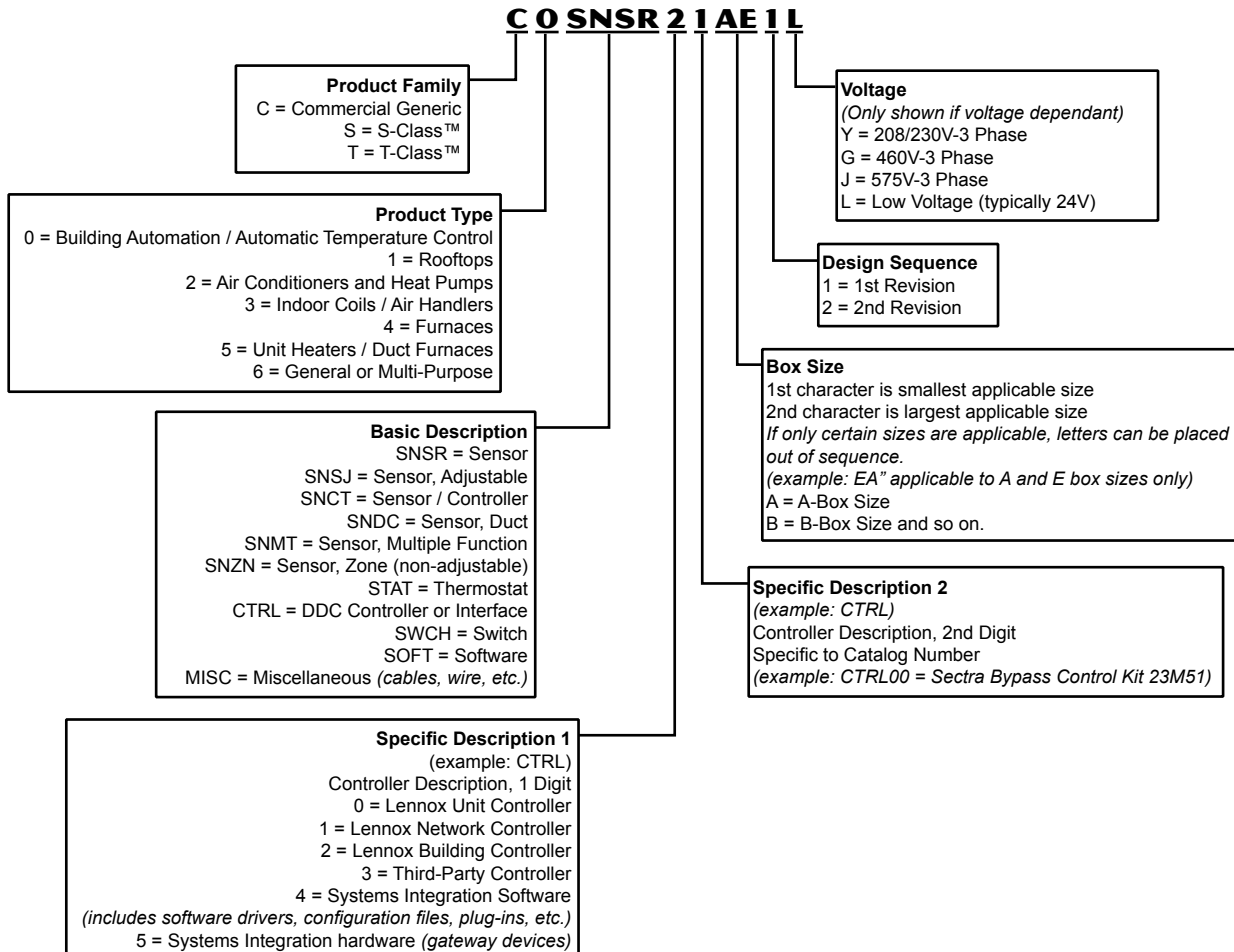 C 0 SNSR 2 1 AE 1 L
Product Family
C = Commercial Generic
S = S-Class™
T = T-Class™
Product Type
0 = Building Automation / Automatic Temperature Control
1 = Rooftops
2 = Air Conditioners and Heat Pumps
3 = Indoor Coils / Air Handlers
4 = Furnaces
5 = Unit Heaters / Duct Furnaces
6 = General or Multi-Purpose
Basic Description
SNSR = Sensor
SNSJ = Sensor, Adjustable
SNCT = Sensor / Controller
SNDC = Sensor, Duct
SNMT = Sensor, Multiple Function
SNZN = Sensor, Zone (non-adjustable)
STAT = Thermostat
CTRL = DDC Controller or Interface
SWCH = Switch
SOFT = Software
MISC = Miscellaneous (cables, wire, etc.)
Specific Description 1
(example: CTRL)
Controller Description, 1 Digit
0 = Lennox Unit Controller
1 = Lennox Network Controller
2 = Lennox Building Controller
3 = Third-Party Controller
4 = Systems Integration Software
(includes software drivers, configuration files, plug-ins, etc.)
5 = Systems Integration hardware (gateway devices)
Voltage
(Only shown if voltage dependant)
Y = 208/230V-3 Phase
G = 460V-3 Phase
J = 575V-3 Phase
L = Low Voltage (typically 24V)
Design Sequence
1 = 1st Revision
2 = 2nd Revision
Box Size
1st character is smallest applicable size
2nd character is largest applicable size
If only certain sizes are applicable, letters can be placed
out of sequence.
(example: EA” applicable to A and E box sizes only)
A = A-Box Size
B = B-Box Size and so on.
Specific Description 2
(example: CTRL)
Controller Description, 2nd Digit
Specific to Catalog Number
(example: CTRL00 = Sectra Bypass Control Kit 23M51)